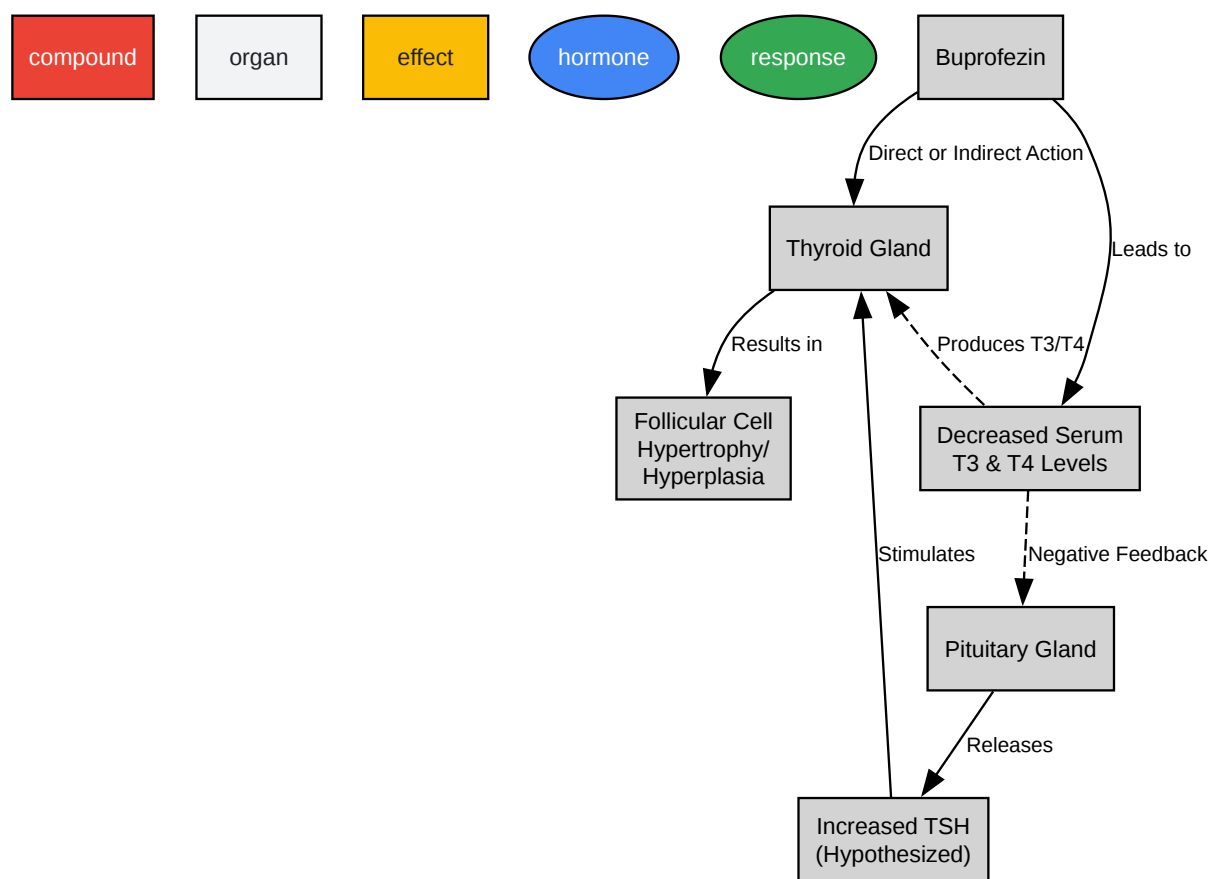 compound
organ
effect
hormone
response
Buprofezin
Direct or Indirect Action
Thyroid Gland
Leads to
Results in
Produces T3/T4
Follicular Cell
Hypertrophy/
Hyperplasia
Decreased Serum
T3 & T4 Levels
Stimulates
Negative Feedback
Pituitary Gland
Releases
Increased TSH
(Hypothesized)